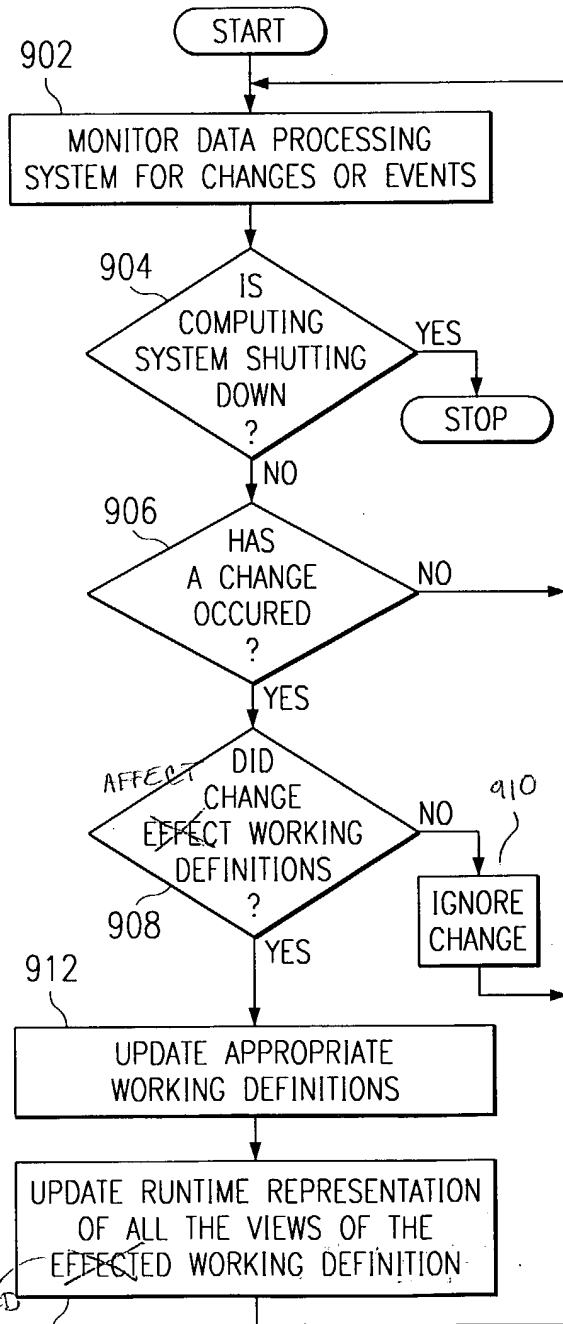 START
902
MONITOR DATA PROCESSING
SYSTEM FOR CHANGES OR EVENTS
904
IS
COMPUTING
SYSTEM SHUTTING
DOWN
?
YES
STOP
NO
906
HAS
A CHANGE
OCCURED
?
NO
YES
AFFECT
DID
CHANGE
EFFECT WORKING
DEFINITIONS
?
908
NO
910
IGNORE
CHANGE
YES
912
UPDATE APPROPRIATE
WORKING DEFINITIONS
UPDATE RUNTIME REPRESENTATION
OF ALL THE VIEWS OF THE
EFFECTED WORKING DEFINITION